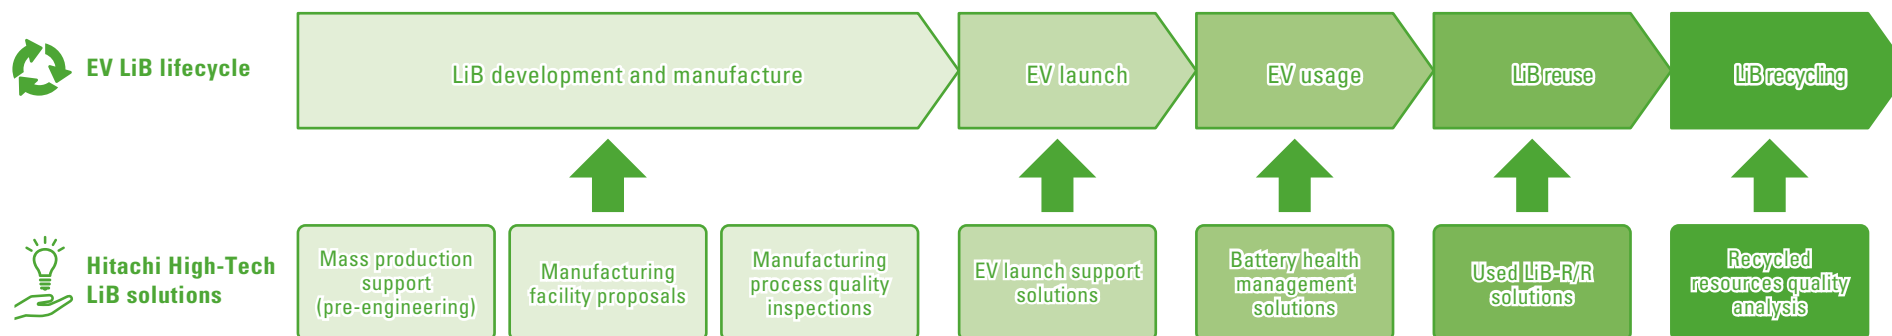 EV LiB lifecycle
LiB development and manufacture
EV launch
EV usage
LiB reuse
LiB recycling
Hitachi High-Tech
LiB solutions
Mass production
support
(pre-engineering)
Manufacturing
facility proposals
Manufacturing
process quality
inspections
EV launch support
solutions
Battery health
management
solutions
Used LiB-R/R
solutions
Recycled
resources quality
analysis